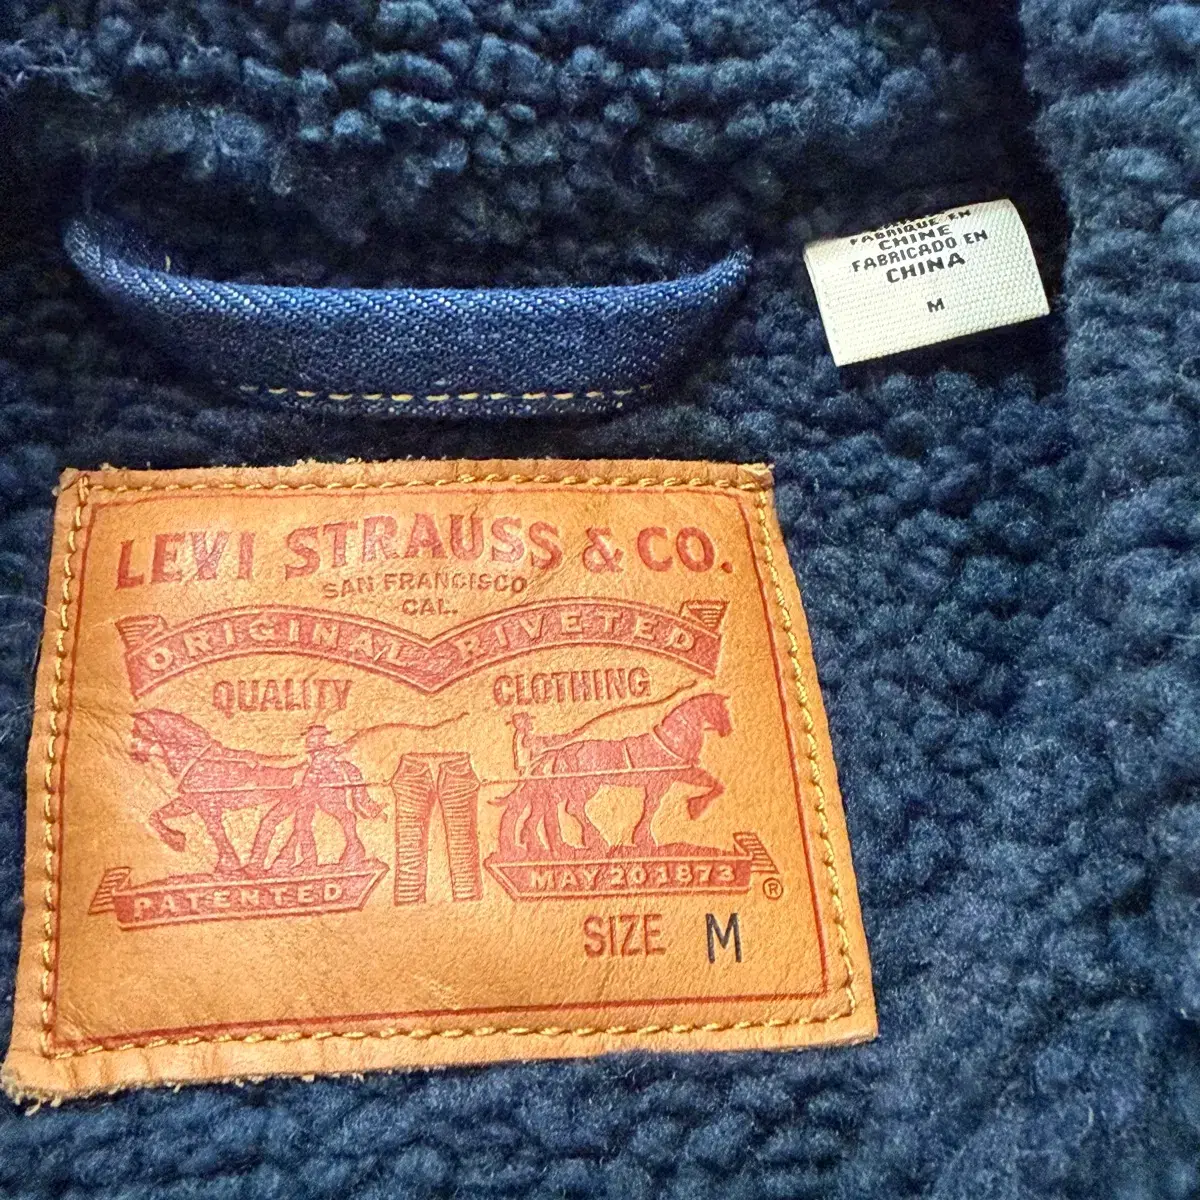 FABRIQUÉ EN
CHINE
FABRICADO EN
CHINA
M
LEVI STRAUSS & CO.
SAN FRANCISCO
CAL.
ORIGINAL RIVETED
QUALITY CLOTHING
PATENTED MAY 20 1873 ®
SIZE M